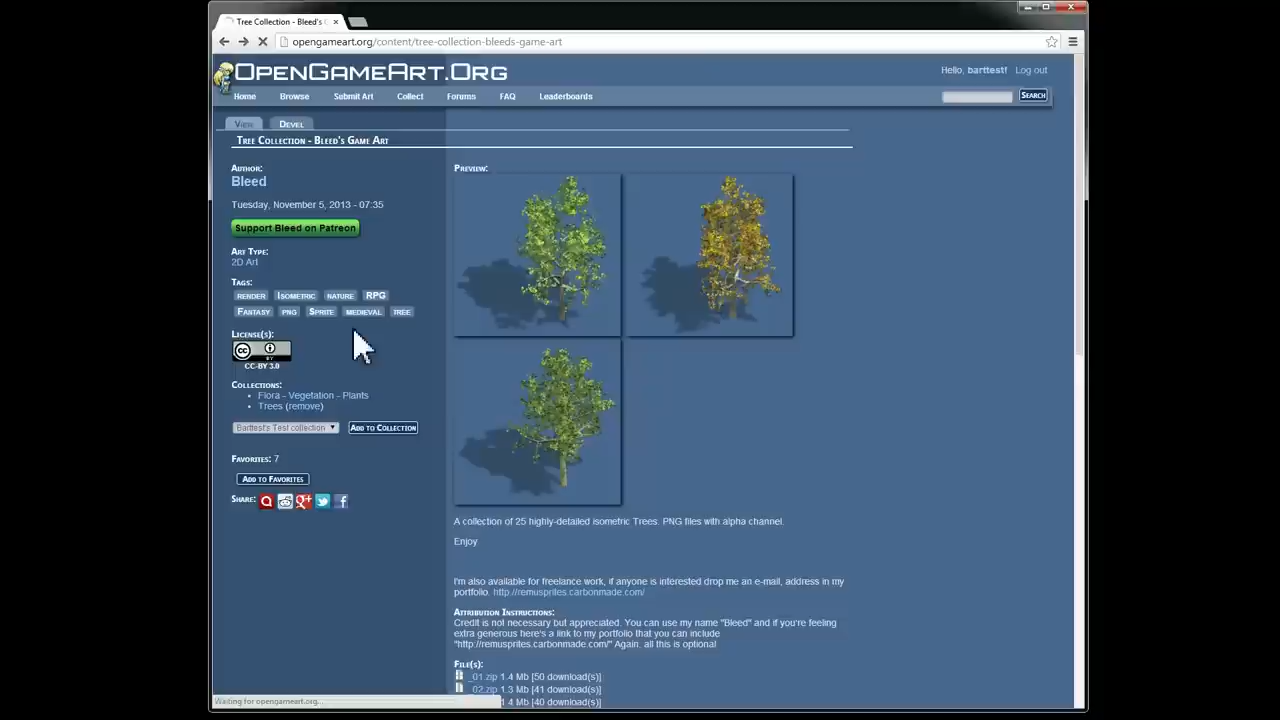 Tree Collection - Bleed's G
opengameart.org/content/tree-collection-bleeds-game-art
OpenGameArt.Org
Hello, barttest! Log out
Home Browse Submit Art Collect Forums FAQ Leaderboards
Search
View Devel
Tree Collection - Bleed's Game Art
Author:
Bleed
Tuesday, November 5, 2013 - 07:35
Support Bleed on Patreon
Art Type:
2D Art
Tags:
render Isometric nature RPG
Fantasy png Sprite medieval tree
License(s):
CC BY
CC-BY 3.0
Collections:
Flora - Vegetation - Plants
Trees (remove)
Barttest's Test collection Add to Collection
Favorites: 7
Add to Favorites
Share:
Preview:
A collection of 25 highly-detailed isometric Trees. PNG files with alpha channel.
Enjoy
I'm also available for freelance work, if anyone is interested drop me an e-mail, address in my
portfolio. http://remusprites.carbonmade.com/
Attribution Instructions:
Credit is not necessary but appreciated. You can use my name "Bleed" and if you're feeling
extra generous here's a link to my portfolio that you can include
"http://remusprites.carbonmade.com/" Again, all this is optional
File(s):
_01.zip 1.4 Mb [50 download(s)]
_02.zip 1.3 Mb [41 download(s)]
1.4 Mb [40 download(s)]
Waiting for opengameart.org...